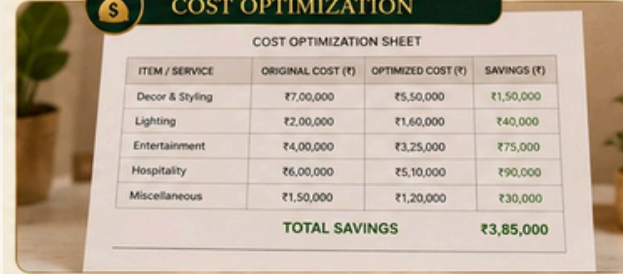 $
COST OPTIMIZATION
COST OPTIMIZATION SHEET
ITEM / SERVICE ORIGINAL COST (₹) OPTIMIZED COST (₹) SAVINGS (₹)
Decor & Styling ₹7,00,000 ₹5,50,000 ₹1,50,000
Lighting ₹2,00,000 ₹1,60,000 ₹40,000
Entertainment ₹4,00,000 ₹3,25,000 ₹75,000
Hospitality ₹6,00,000 ₹5,10,000 ₹90,000
Miscellaneous ₹1,50,000 ₹1,20,000 ₹30,000
TOTAL SAVINGS ₹3,85,000